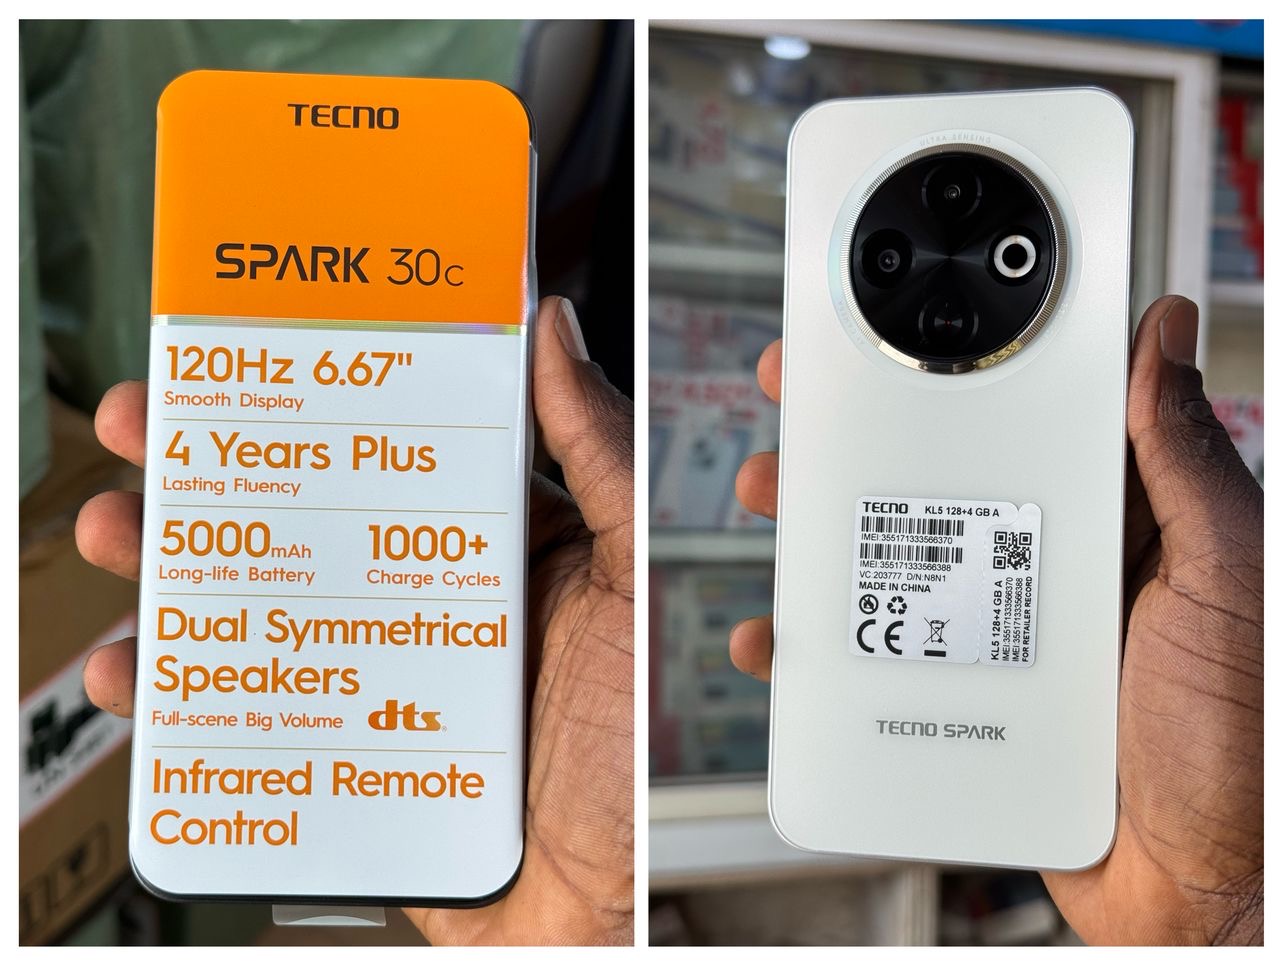 TECNO
SPARK 30C
120Hz 6.67"
Smooth Display
4 Years Plus
Lasting Fluency
5000mAh
Long-life Battery
1000+
Charge Cycles
Dual Symmetrical
Speakers
Full-scene Big Volume dts
Infrared Remote
Control
ULTRA SENSING
TECNO KL5 128+4 GB A
IMEI:355171333566370
IMEI:355171333566388
VC:203777 D/N:N8N1
MADE IN CHINA
CE
KL5 128+4 GB A
IMEI:355171333566370
IMEI:355171333566388
FOR RETAILER RECORD
TECNO SPARK